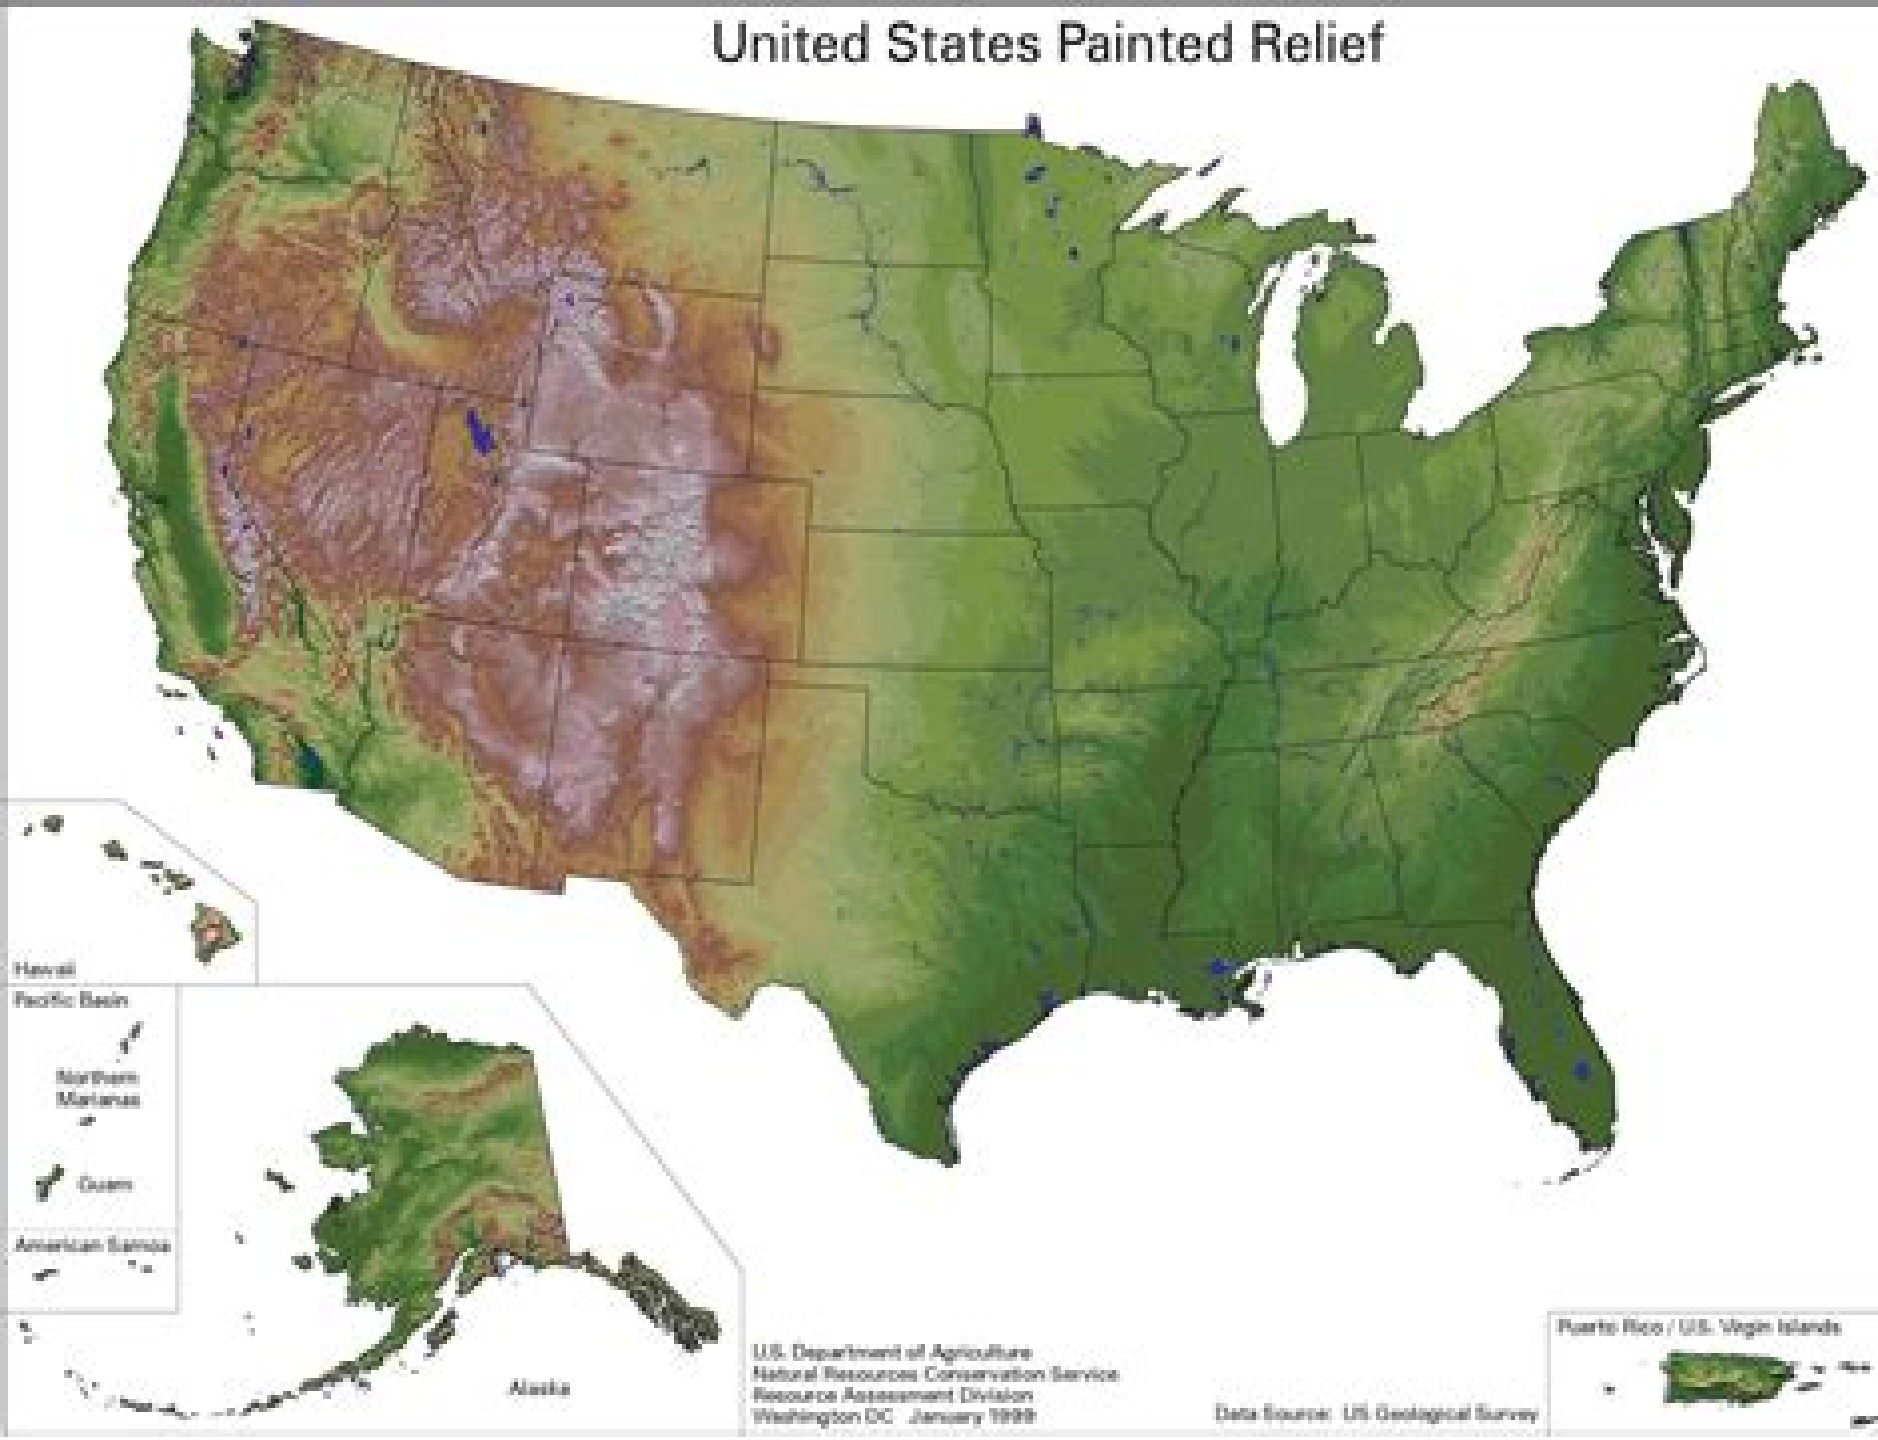 United States Painted Relief
Hawaii
Pacific Basin
Northern
Marianas
Guam
American Samoa
Alaska
U.S. Department of Agriculture
Natural Resources Conservation Service
Resource Assessment Division
Washington DC January 1999
Data Source: US Geological Survey
Puerto Rico / U.S. Virgin Islands